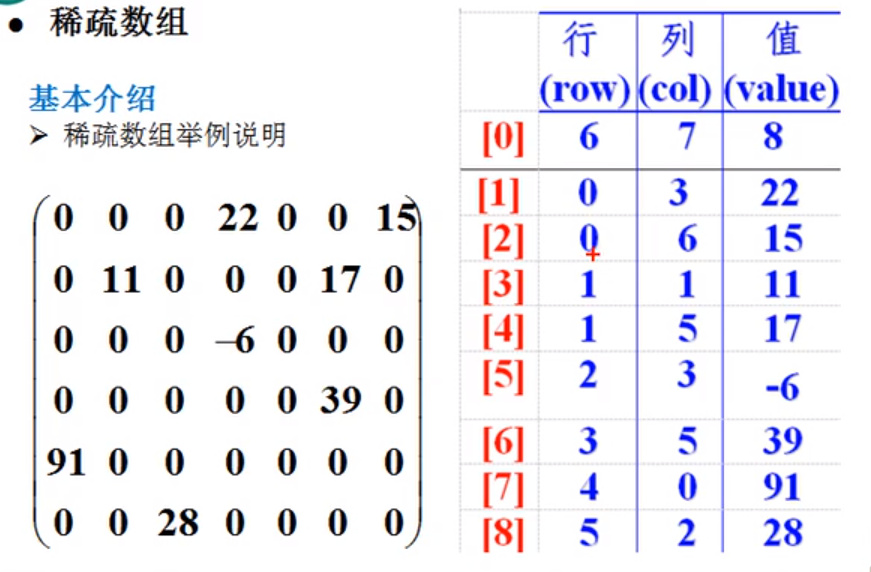 ● 稀疏数组
基本介绍
➢ 稀疏数组举例说明
0 0 0 22 0 0 15
0 11 0 0 0 17 0
0 0 0 –6 0 0 0
0 0 0 0 0 39 0
91 0 0 0 0 0 0
0 0 28 0 0 0 0
行 列 值
(row) (col) (value)
[0] 6 7 8
[1] 0 3 22
[2] 0 6 15
[3] 1 1 11
[4] 1 5 17
[5] 2 3 -6
[6] 3 5 39
[7] 4 0 91
[8] 5 2 28